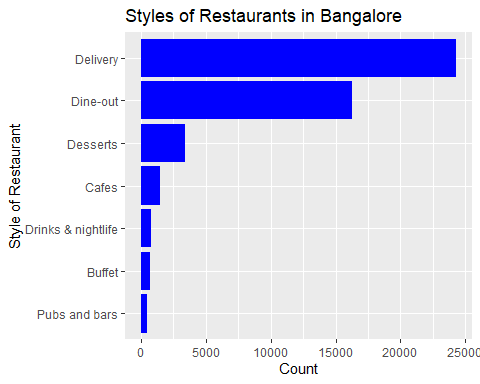 Styles of Restaurants in Bangalore
Style of Restaurant
Delivery
Dine-out
Desserts
Cafes
Drinks & nightlife
Buffet
Pubs and bars
0 5000 10000 15000 20000 25000
Count